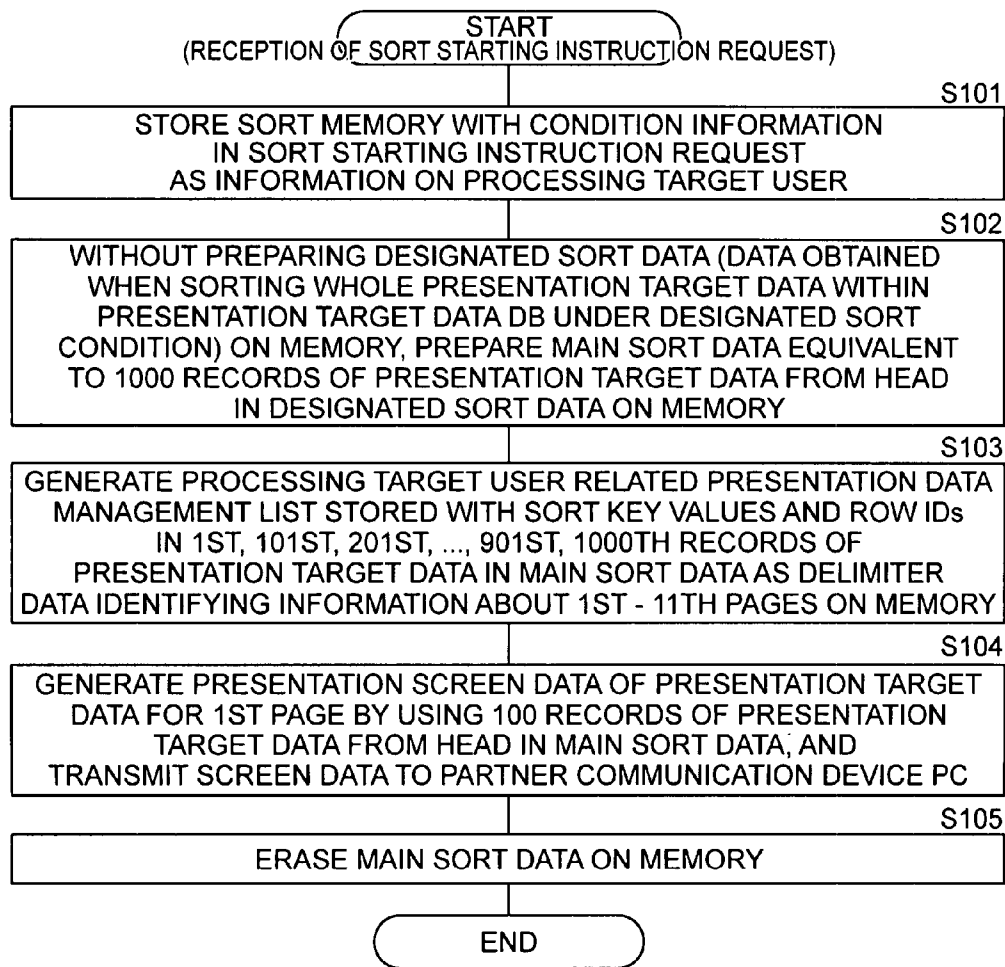 START
(RECEPTION OF SORT STARTING INSTRUCTION REQUEST)
S101
STORE SORT MEMORY WITH CONDITION INFORMATION
IN SORT STARTING INSTRUCTION REQUEST
AS INFORMATION ON PROCESSING TARGET USER
S102
WITHOUT PREPARING DESIGNATED SORT DATA (DATA OBTAINED
WHEN SORTING WHOLE PRESENTATION TARGET DATA WITHIN
PRESENTATION TARGET DATA DB UNDER DESIGNATED SORT
CONDITION) ON MEMORY, PREPARE MAIN SORT DATA EQUIVALENT
TO 1000 RECORDS OF PRESENTATION TARGET DATA FROM HEAD
IN DESIGNATED SORT DATA ON MEMORY
S103
GENERATE PROCESSING TARGET USER RELATED PRESENTATION DATA
MANAGEMENT LIST STORED WITH SORT KEY VALUES AND ROW IDs
IN 1ST, 101ST, 201ST, ..., 901ST, 1000TH RECORDS OF
PRESENTATION TARGET DATA IN MAIN SORT DATA AS DELIMITER
DATA IDENTIFYING INFORMATION ABOUT 1ST - 11TH PAGES ON MEMORY
S104
GENERATE PRESENTATION SCREEN DATA OF PRESENTATION TARGET
DATA FOR 1ST PAGE BY USING 100 RECORDS OF PRESENTATION
TARGET DATA FROM HEAD IN MAIN SORT DATA, AND
TRANSMIT SCREEN DATA TO PARTNER COMMUNICATION DEVICE PC
S105
ERASE MAIN SORT DATA ON MEMORY
END